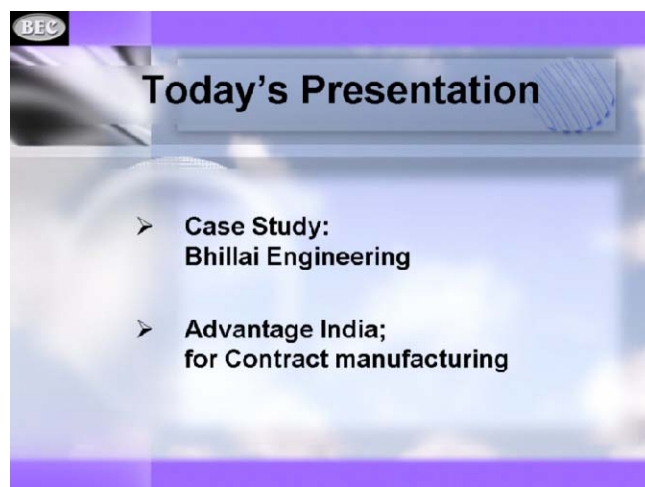 BEC
Today's Presentation
➢ Case Study:
Bhillai Engineering
➢ Advantage India;
for Contract manufacturing